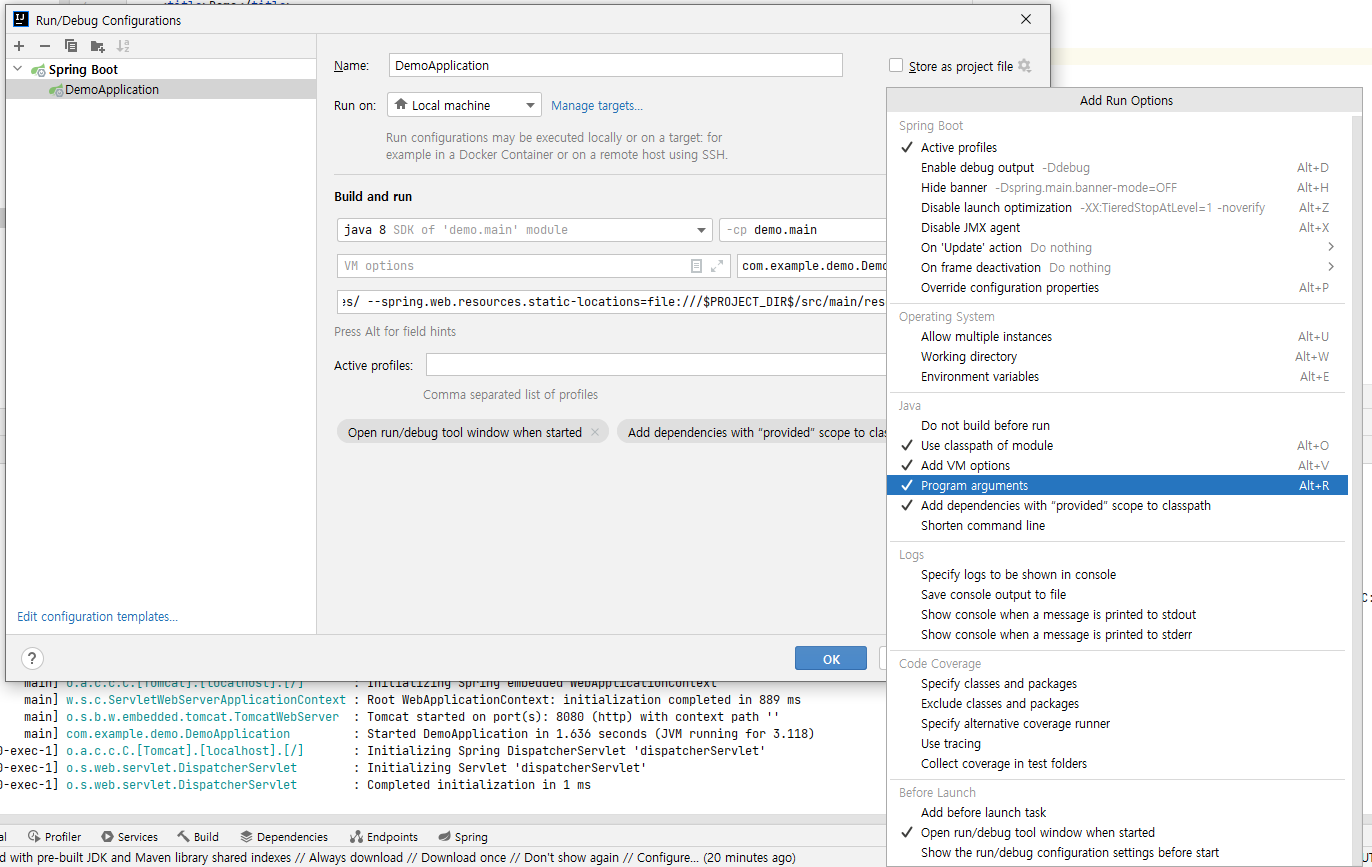 <title>Demo</title>
Run/Debug Configurations
Spring Boot
DemoApplication
Edit configuration templates...
Name: DemoApplication
Store as project file
Run on: Local machine Manage targets...
Run configurations may be executed locally or on a target: for
example in a Docker Container or on a remote host using SSH.
Build and run
java 8 SDK of 'demo.main' module -cp demo.main
VM options com.example.demo.Demo
es/ --spring.web.resources.static-locations=file:///$PROJECT_DIR$/src/main/res
Press Alt for field hints
Active profiles:
Comma separated list of profiles
Open run/debug tool window when started Add dependencies with “provided” scope to clas
? OK
Add Run Options
Spring Boot
Active profiles
Enable debug output -Ddebug Alt+D
Hide banner -Dspring.main.banner-mode=OFF Alt+H
Disable launch optimization -XX:TieredStopAtLevel=1 -noverify Alt+Z
Disable JMX agent Alt+X
On 'Update' action Do nothing
On frame deactivation Do nothing
Override configuration properties Alt+P
Operating System
Allow multiple instances Alt+U
Working directory Alt+W
Environment variables Alt+E
Java
Do not build before run
Use classpath of module Alt+O
Add VM options Alt+V
Program arguments Alt+R
Add dependencies with “provided” scope to classpath
Shorten command line
Logs
Specify logs to be shown in console
Save console output to file
Show console when a message is printed to stdout
Show console when a message is printed to stderr
Code Coverage
Specify classes and packages
Exclude classes and packages
Specify alternative coverage runner
Use tracing
Collect coverage in test folders
Before Launch
Add before launch task
Open run/debug tool window when started
Show the run/debug configuration settings before start
C:
main] o.a.c.c.C.[Tomcat].[localhost].[/] : Initializing Spring embedded WebApplicationContext
main] w.s.c.ServletWebServerApplicationContext : Root WebApplicationContext: initialization completed in 889 ms
main] o.s.b.w.embedded.tomcat.TomcatWebServer : Tomcat started on port(s): 8080 (http) with context path ''
main] com.example.demo.DemoApplication : Started DemoApplication in 1.636 seconds (JVM running for 3.118)
0-exec-1] o.a.c.c.C.[Tomcat].[localhost].[/] : Initializing Spring DispatcherServlet 'dispatcherServlet'
0-exec-1] o.s.web.servlet.DispatcherServlet : Initializing Servlet 'dispatcherServlet'
0-exec-1] o.s.web.servlet.DispatcherServlet : Completed initialization in 1 ms
al Profiler Services Build Dependencies Endpoints Spring
d with pre-built JDK and Maven library shared indexes // Always download // Download once // Don't show again // Configure... (20 minutes ago)